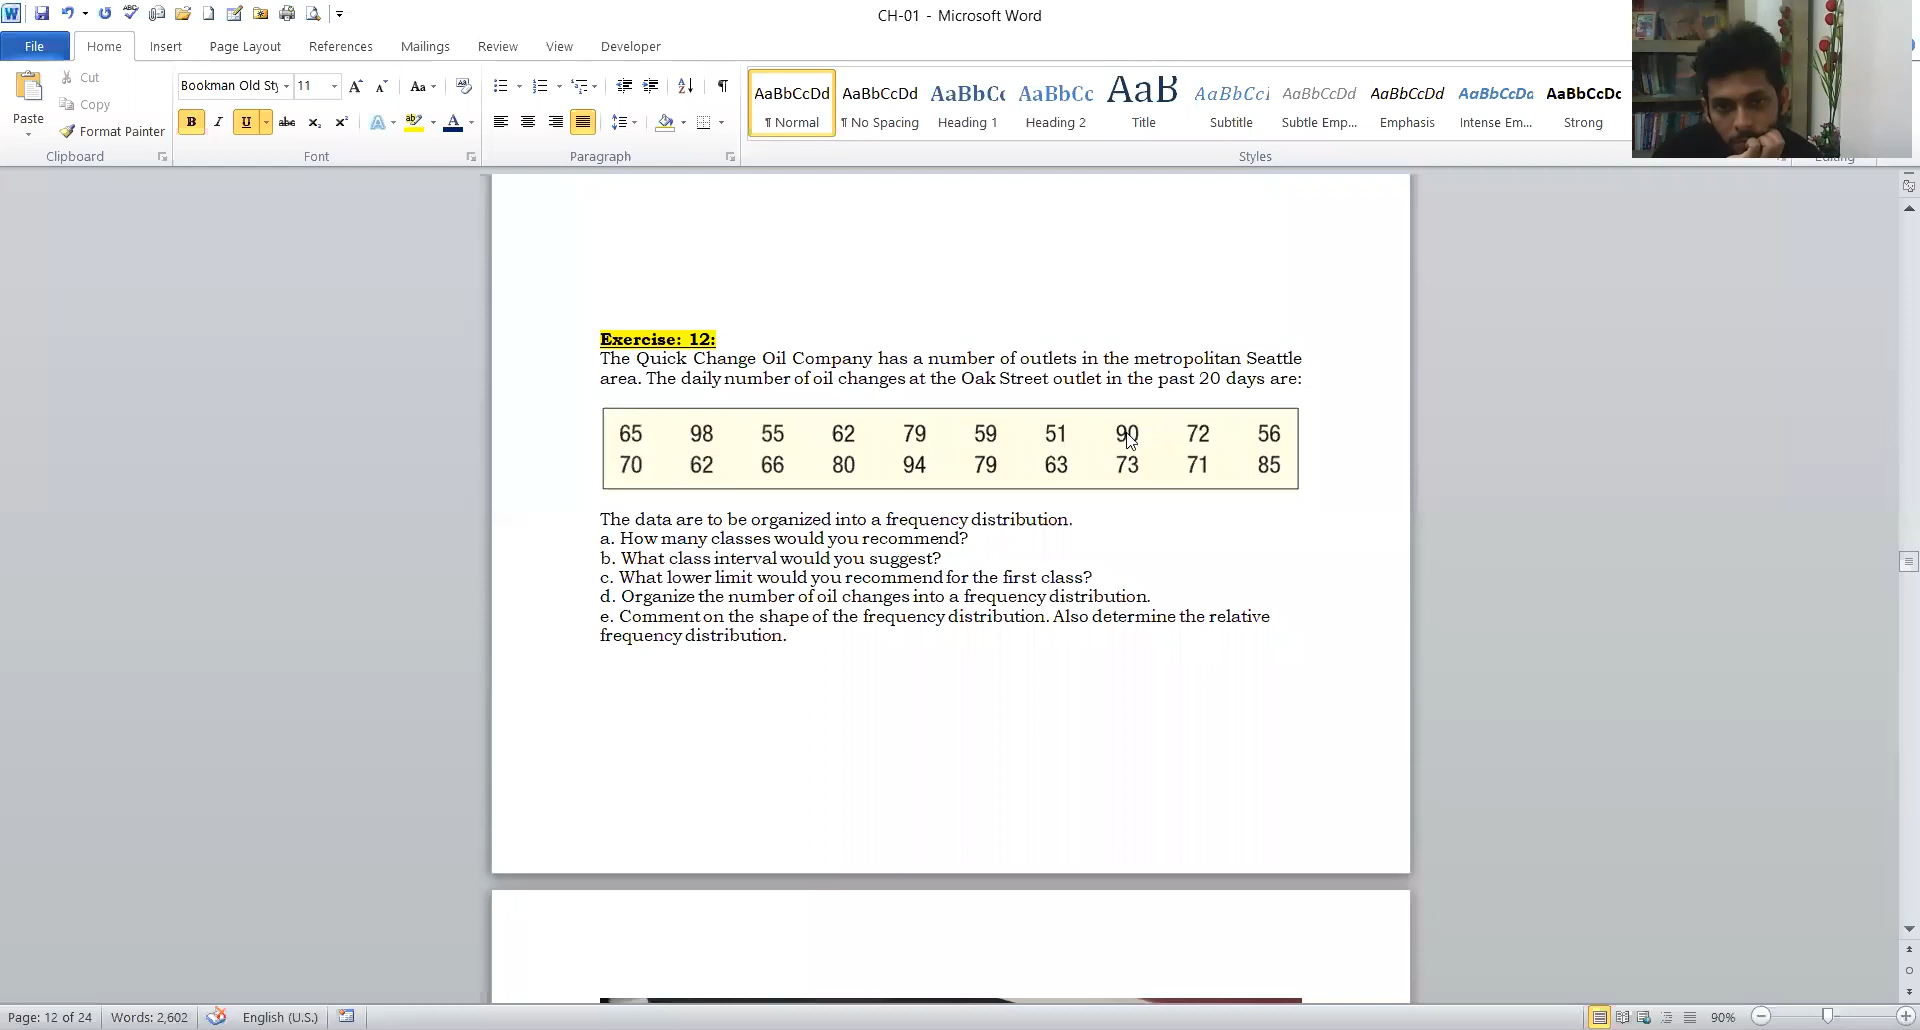 CH-01 - Microsoft Word
File Home Insert Page Layout References Mailings Review View Developer
Paste
Cut
Copy
Format Painter
Clipboard
Bookman Old Sty 11
Font
Paragraph
AaBbCcDd AaBbCcDd AaBbCc AaBbCc AaB AaBbCcI AaBbCcDd AaBbCcDd AaBbCcDd AaBbCcDc
¶ Normal ¶ No Spacing Heading 1 Heading 2 Title Subtitle Subtle Emp... Emphasis Intense Em... Strong
Styles
Editing
Exercise: 12:
The Quick Change Oil Company has a number of outlets in the metropolitan Seattle
area. The daily number of oil changes at the Oak Street outlet in the past 20 days are:
65 98 55 62 79 59 51 90 72 56
70 62 66 80 94 79 63 73 71 85
The data are to be organized into a frequency distribution.
a. How many classes would you recommend?
b. What class interval would you suggest?
c. What lower limit would you recommend for the first class?
d. Organize the number of oil changes into a frequency distribution.
e. Comment on the shape of the frequency distribution. Also determine the relative
frequency distribution.
Page: 12 of 24 Words: 2,602 English (U.S.) 90%